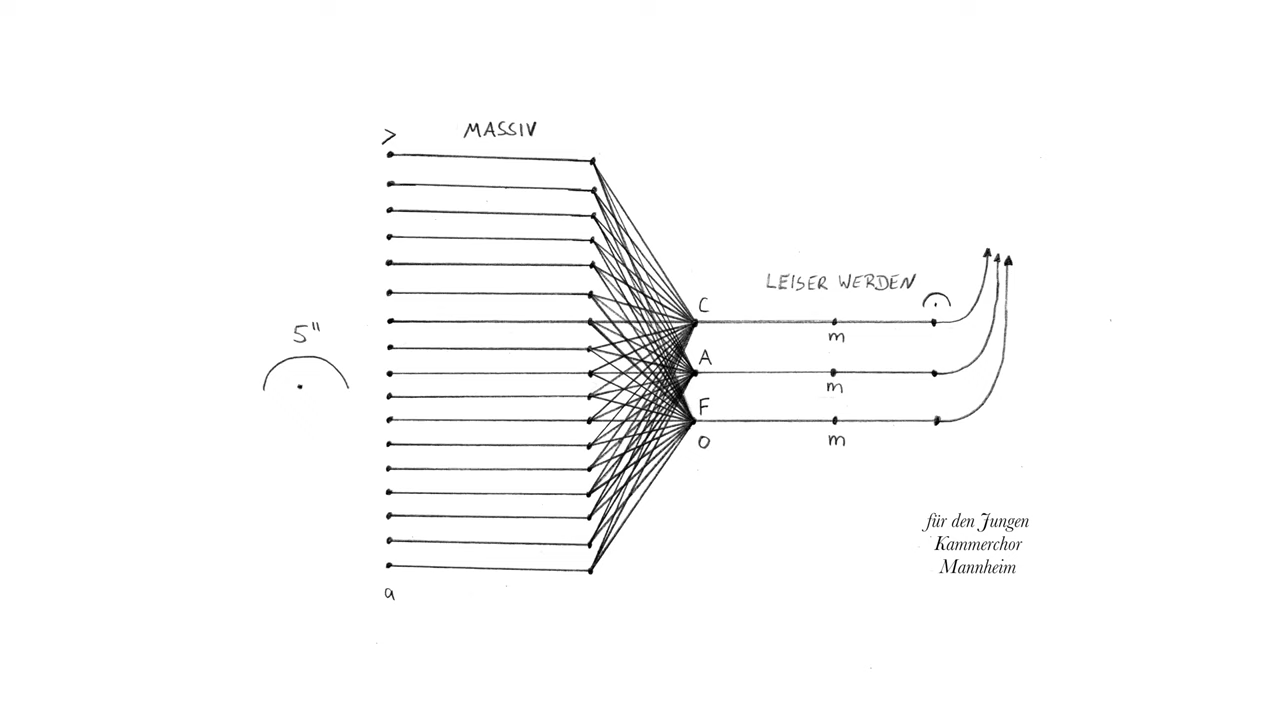 >
MASSIV
5"
LEISER WERDEN
C
m
A
m
F
O
m
a
für den Jungen
Kammerchor
Mannheim